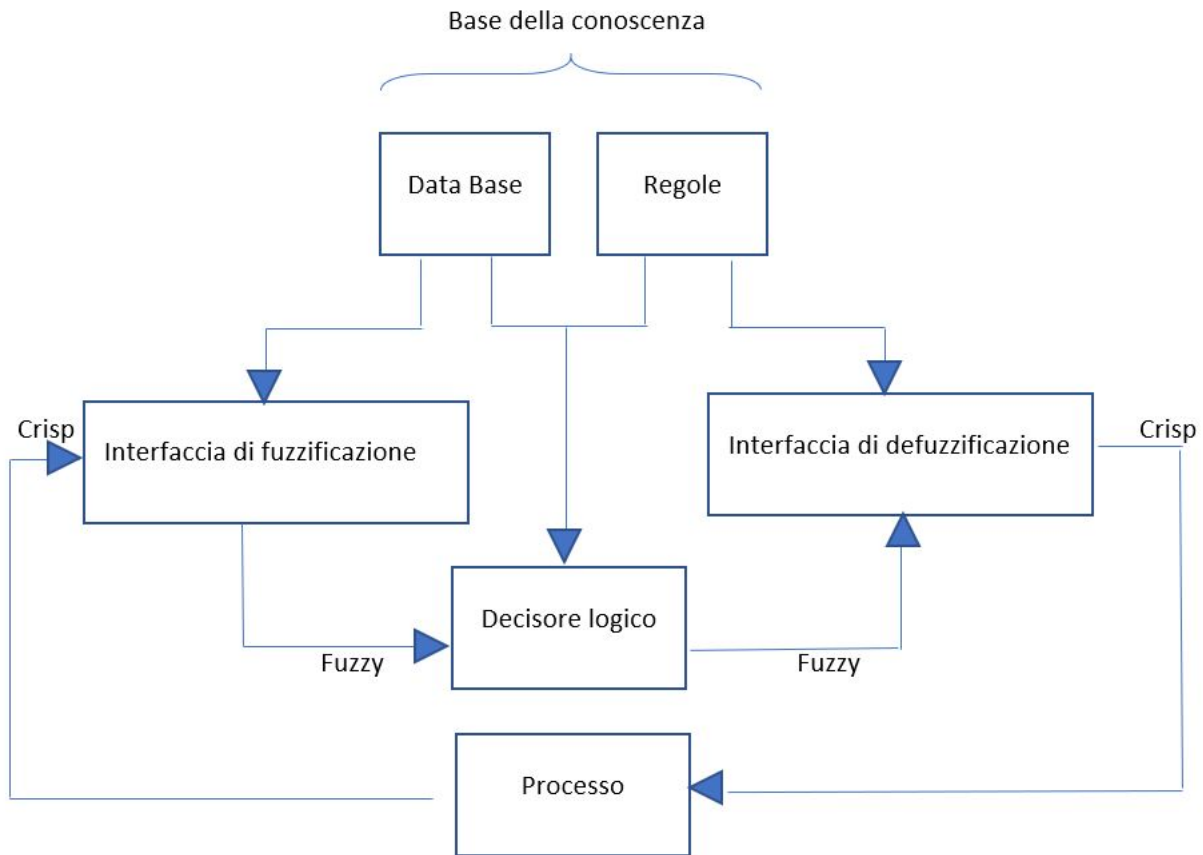 Base della conoscenza
Data Base
Regole
Crisp
Interfaccia di fuzzificazione
Interfaccia di defuzzificazione
Crisp
Decisore logico
Fuzzy
Fuzzy
Processo